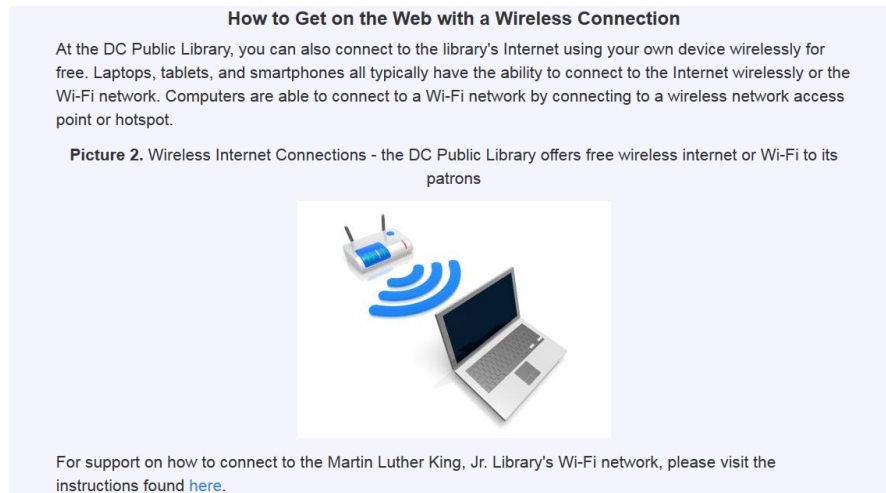 How to Get on the Web with a Wireless Connection
At the DC Public Library, you can also connect to the library's Internet using your own device wirelessly for
free. Laptops, tablets, and smartphones all typically have the ability to connect to the Internet wirelessly or the
Wi-Fi network. Computers are able to connect to a Wi-Fi network by connecting to a wireless network access
point or hotspot.
Picture 2. Wireless Internet Connections - the DC Public Library offers free wireless internet or Wi-Fi to its
patrons
For support on how to connect to the Martin Luther King, Jr. Library's Wi-Fi network, please visit the
instructions found here.